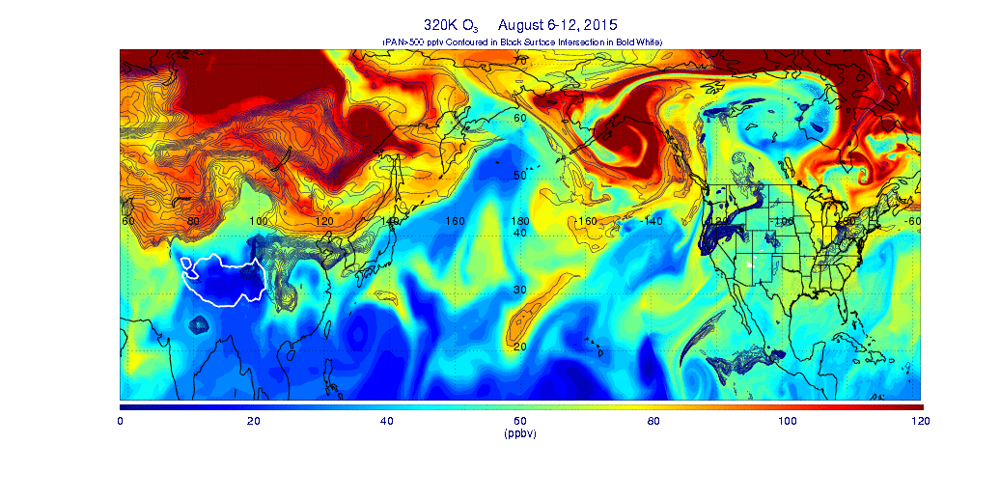 320K O3 August 6-12, 2015
(PAN>500 pptv Contoured in Black Surface Intersection in Bold White)
70
60
50
60 80 100 120 140 160 180 -160 -140 -120 -100 -80 -60
40
30
20
0 20 40 60 80 100 120
(ppbv)